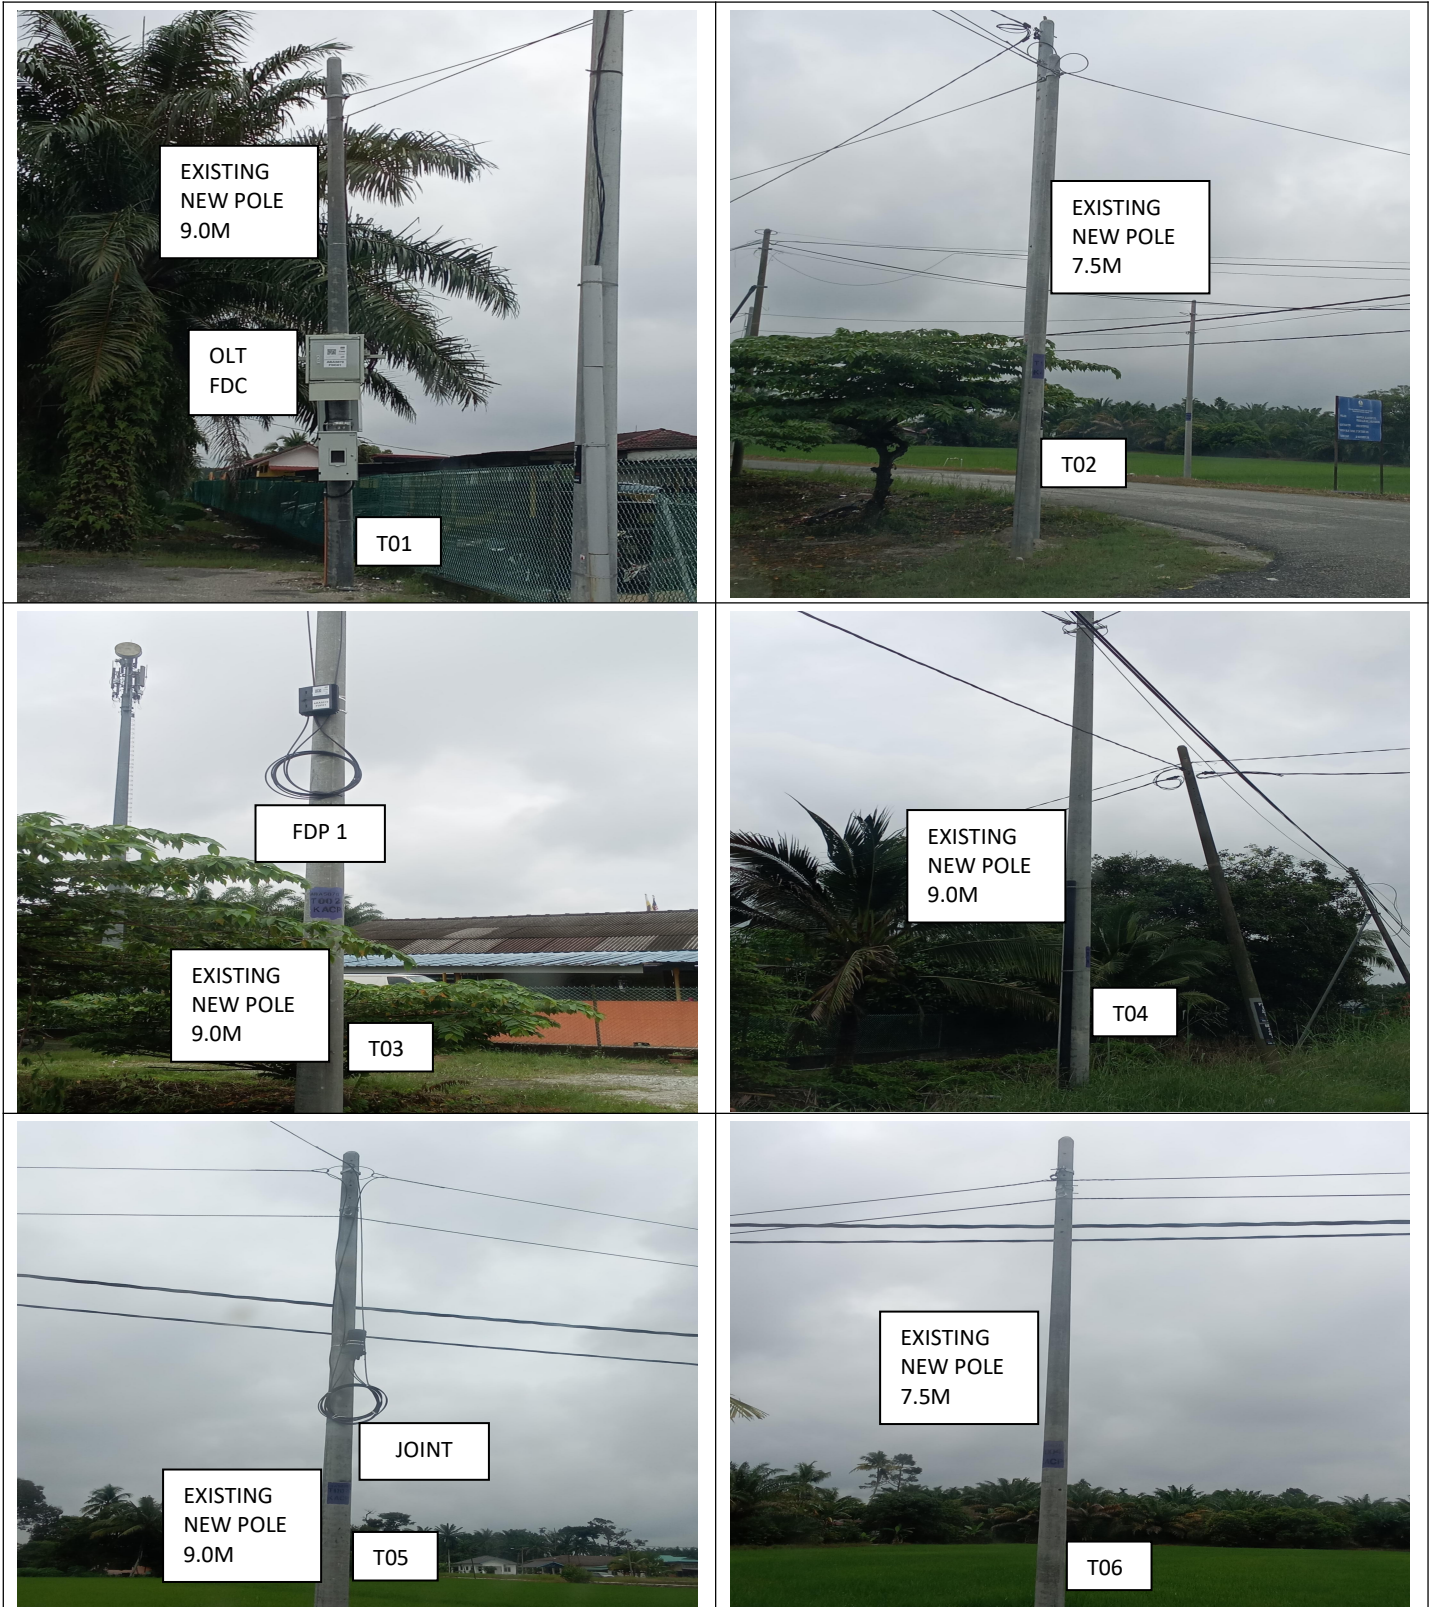 EXISTING
NEW POLE
9.0M
OLT
FDC
T01
EXISTING
NEW POLE
7.5M
T02
FDP 1
EXISTING
NEW POLE
9.0M
T03
EXISTING
NEW POLE
9.0M
T04
JOINT
EXISTING
NEW POLE
9.0M
T05
EXISTING
NEW POLE
7.5M
T06